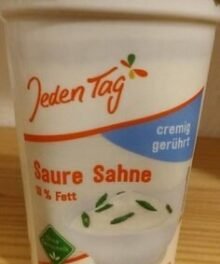 Jeden Tag
cremig
gerührt
Saure Sahne
10 % Fett